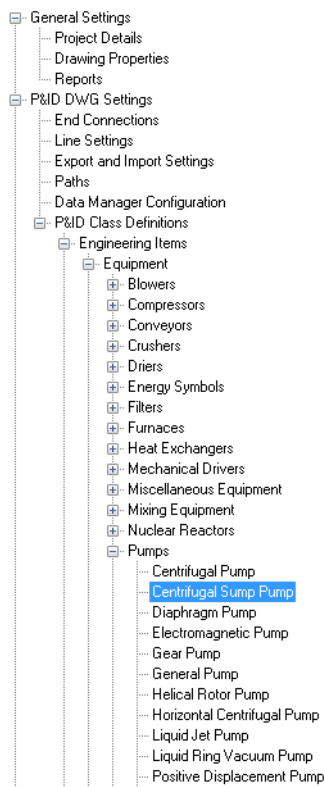 General Settings
Project Details
Drawing Properties
Reports
P&ID DWG Settings
End Connections
Line Settings
Export and Import Settings
Paths
Data Manager Configuration
P&ID Class Definitions
Engineering Items
Equipment
Blowers
Compressors
Conveyors
Crushers
Driers
Energy Symbols
Filters
Furnaces
Heat Exchangers
Mechanical Drivers
Miscellaneous Equipment
Mixing Equipment
Nuclear Reactors
Pumps
Centrifugal Pump
Centrifugal Sump Pump
Diaphragm Pump
Electromagnetic Pump
Gear Pump
General Pump
Helical Rotor Pump
Horizontal Centrifugal Pump
Liquid Jet Pump
Liquid Ring Vacuum Pump
Positive Displacement Pump